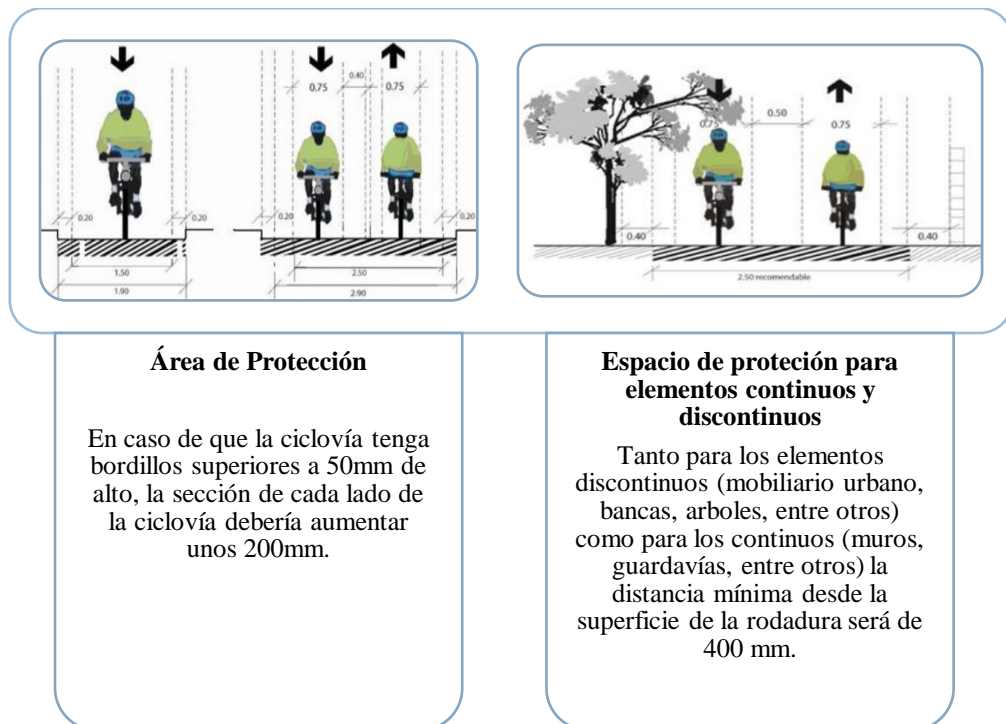 0.40
0.75
0.75
0.20
0.20
0.20
0.20
1.50
2.50
1.90
2.90
0.50
0.75
0.75
0.40
0.40
2.50 recomendable
Área de Protección
En caso de que la ciclovía tenga
bordillos superiores a 50mm de
alto, la sección de cada lado de
la ciclovía debería aumentar
unos 200mm.
Espacio de proteción para
elementos continuos y
discontinuos
Tanto para los elementos
discontinuos (mobiliario urbano,
bancas, arboles, entre otros)
como para los continuos (muros,
guardavías, entre otros) la
distancia mínima desde la
superficie de la rodadura será de
400 mm.